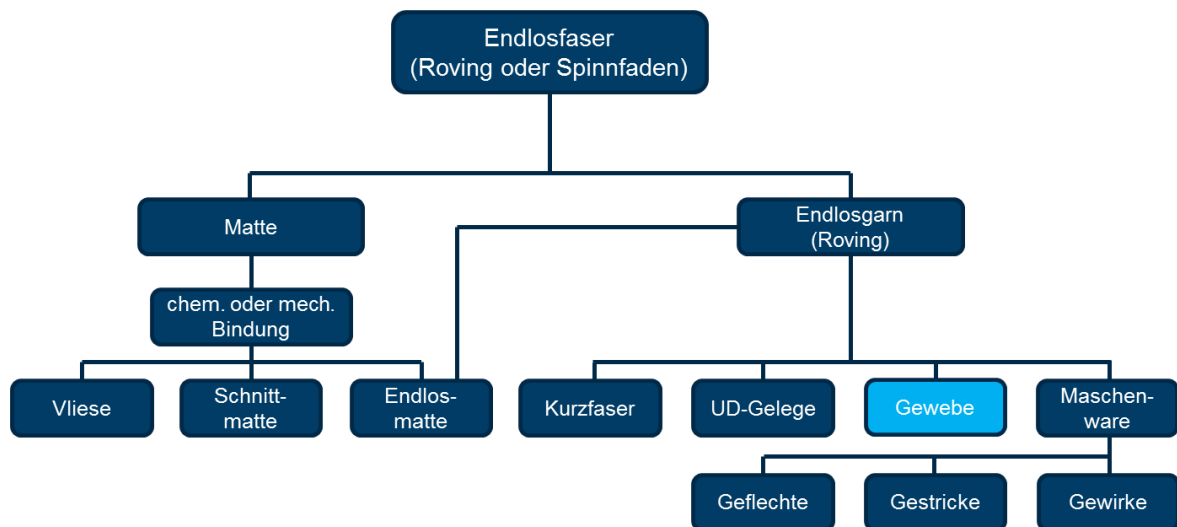 Endlosfaser
(Roving oder Spinnfaden)
Matte
Endlosgarn
(Roving)
chem. oder mech.
Bindung
Vliese
Schnitt-
matte
Endlos-
matte
Kurzfaser
UD-Gelege
Gewebe
Maschen-
ware
Geflechte
Gestricke
Gewirke